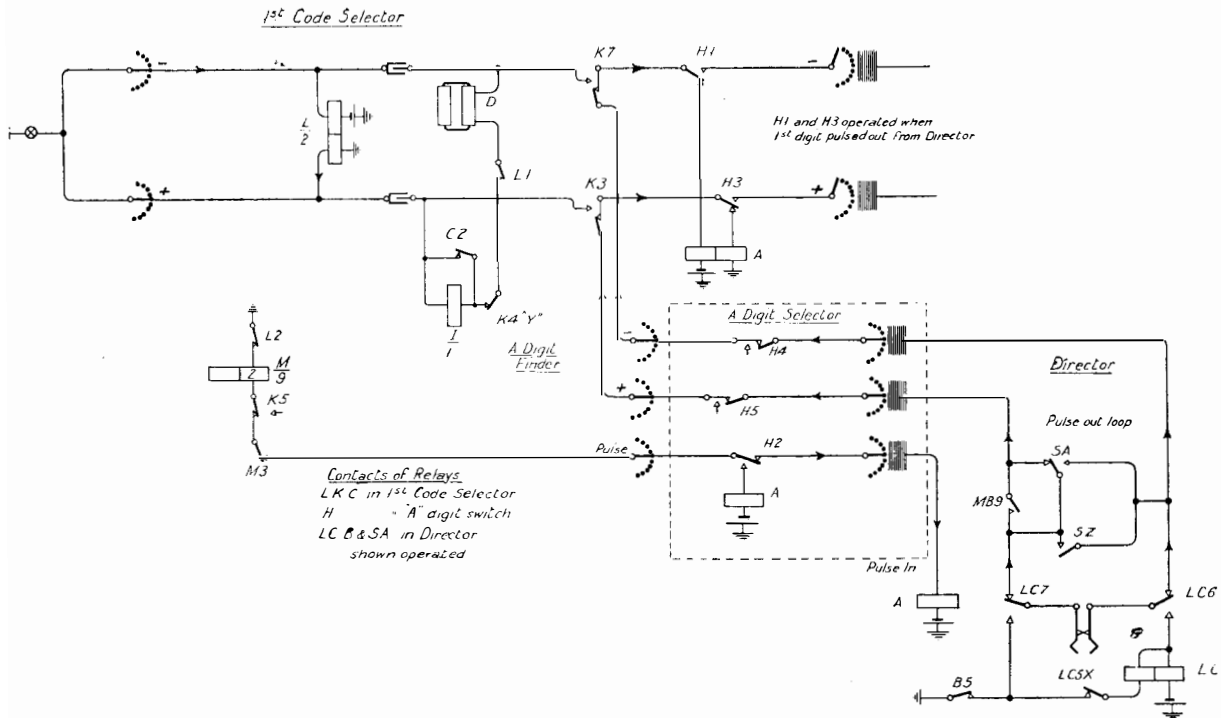 1st Code Selector
K7
H1
-
-
D
L
2
L1
H1 and H3 operated when
1st digit pulsed out from Director
+
K3
H3
+
CZ
A
I
1
K4 "Y"
A Digit
Finder
L2
M
9
Z
K5
M3
A Digit Selector
-
H4
+
H5
Director
Pulse out loop
SA
Pulse
H2
MB9
A
SZ
Contacts of Relays
LKC in 1st Code Selector
H " "A" digit switch
LC B & SA in Director
shown operated
Pulse In
A
LC7
LC6
B5
LC5X